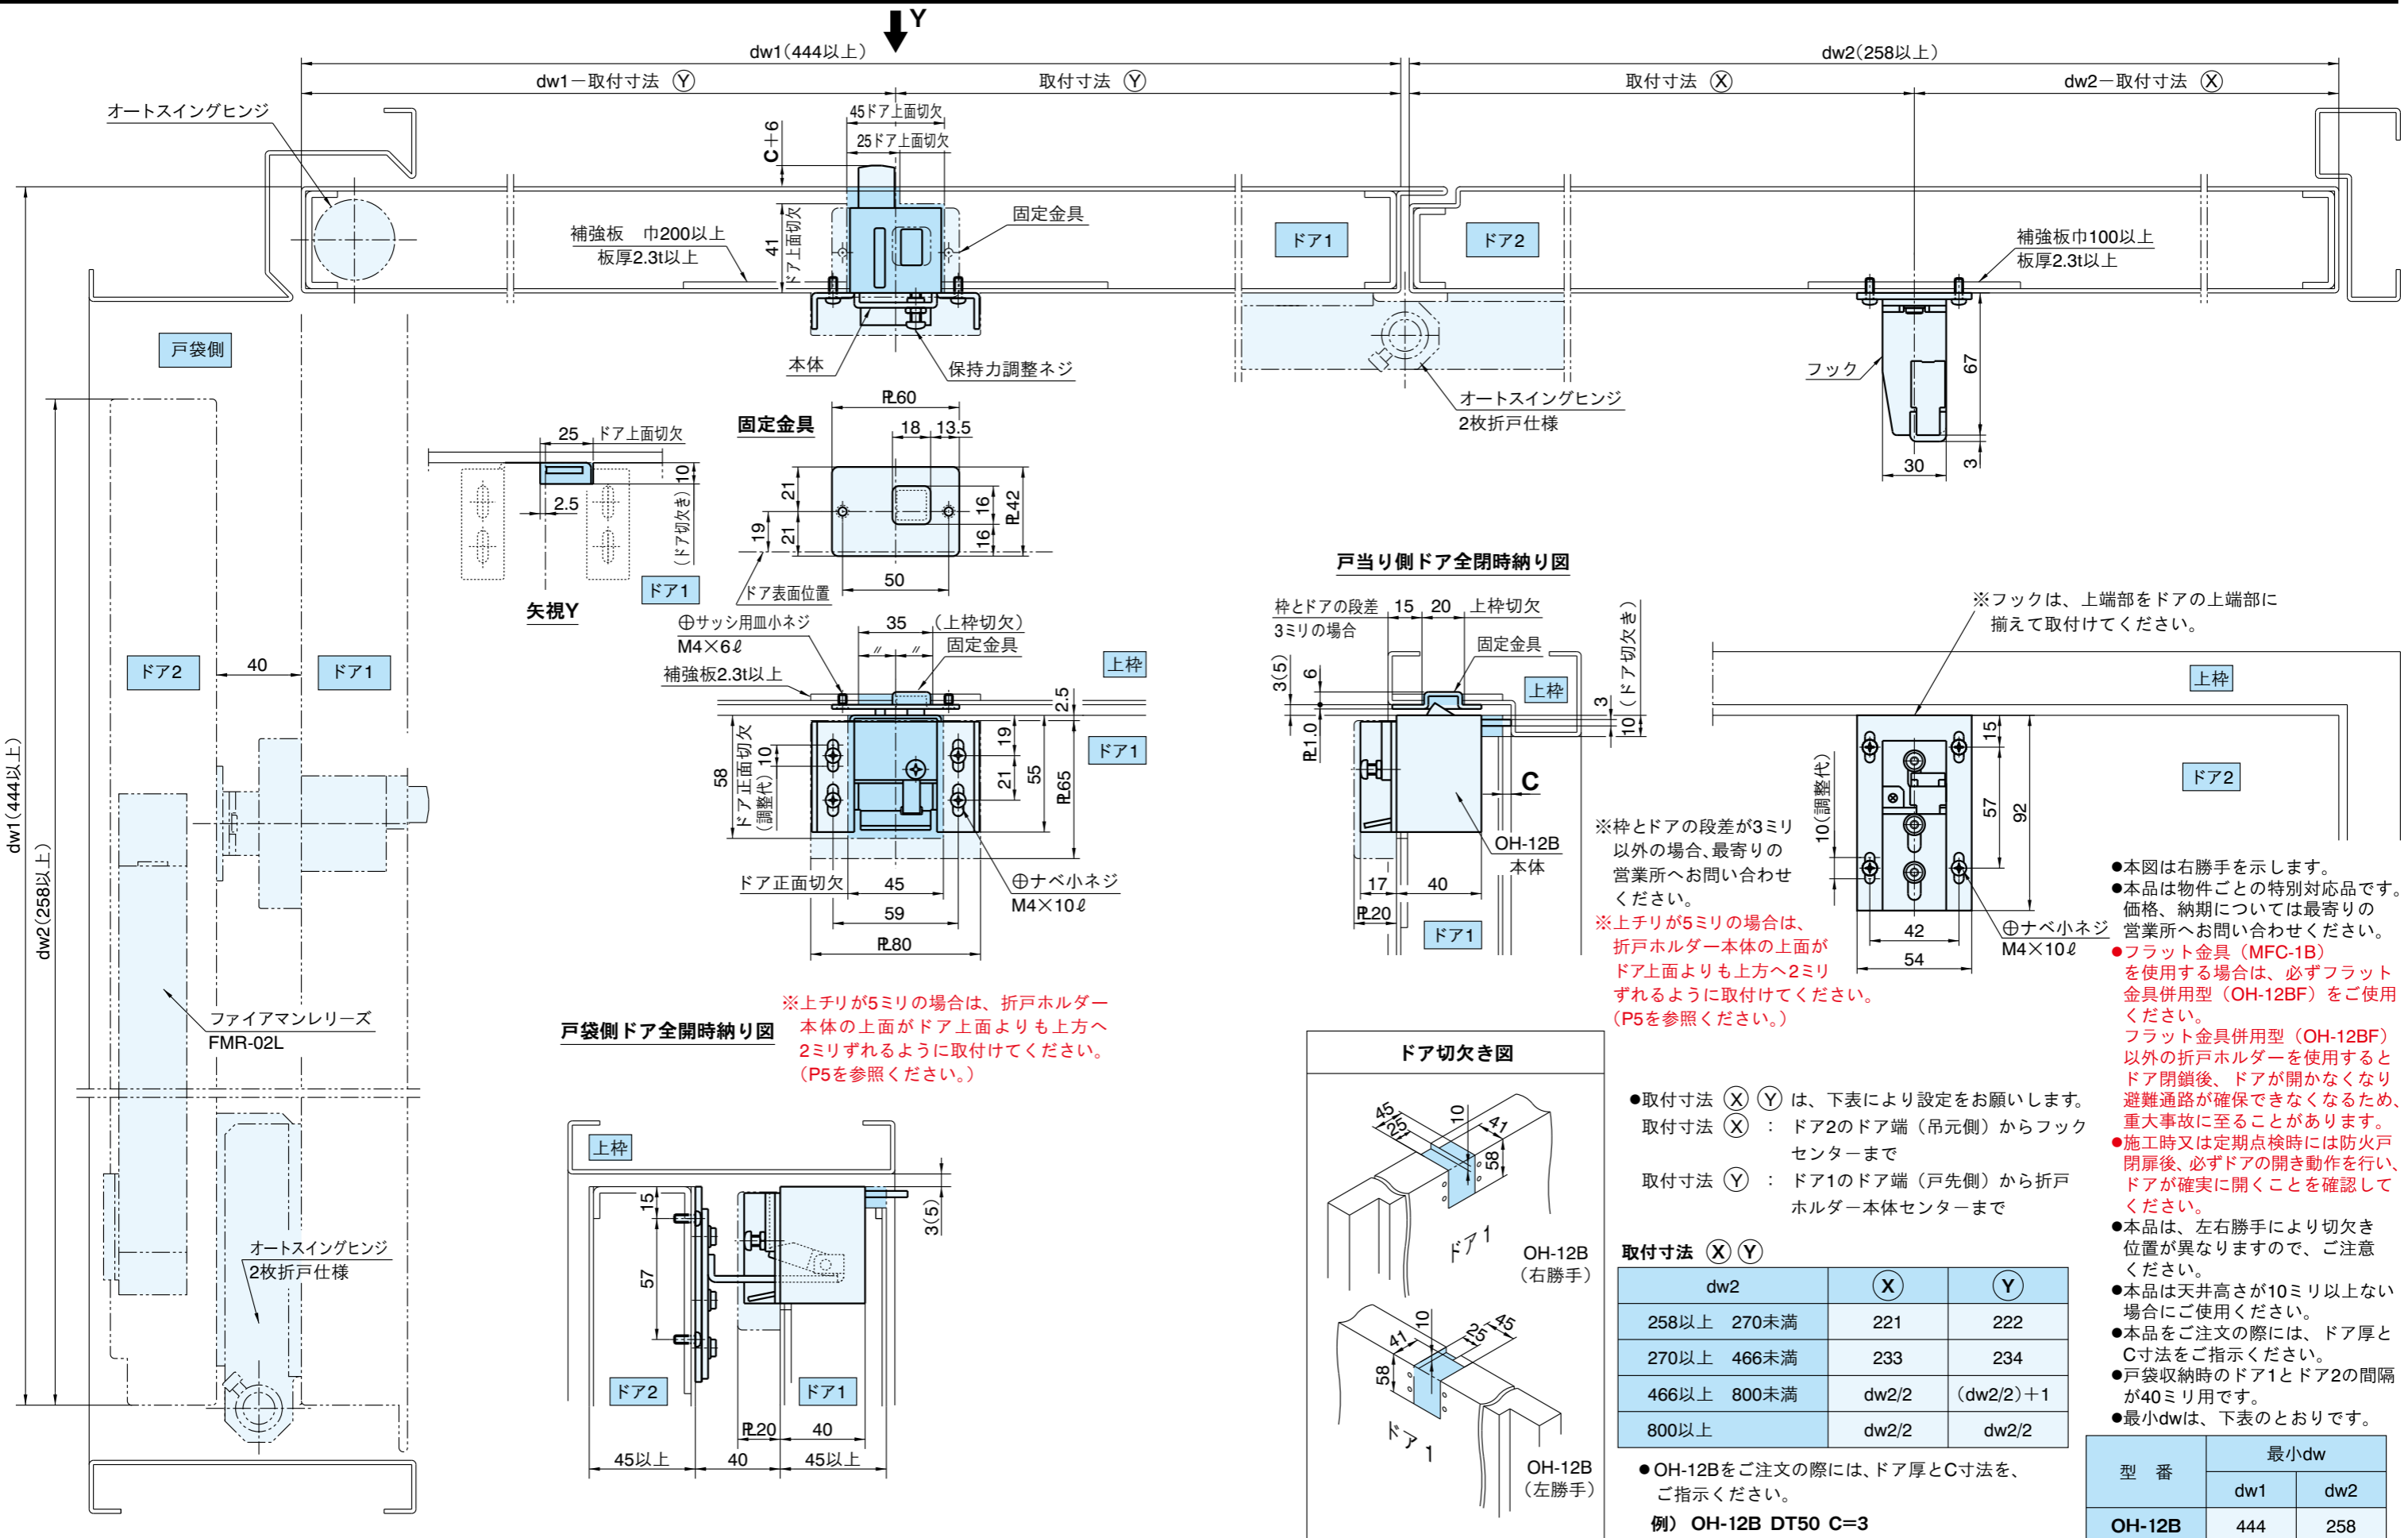 Y
dw1(444以上)
dw2(258以上)
dw1－取付寸法 Ⓨ
取付寸法 Ⓨ
取付寸法 Ⓧ
dw2－取付寸法 Ⓧ
オートスイングヒンジ
C＋6
45ドア上面切欠
25ドア上面切欠
41
ドア上面切欠
固定金具
補強板　巾200以上
板厚2.3t以上
ドア1
ドア2
補強板巾100以上
板厚2.3t以上
戸袋側
本体
保持力調整ネジ
オートスイングヒンジ
2枚折戸仕様
フック
67
30
3
25
ドア上面切欠
10
(ドア切欠き)
2.5
ドア1
矢視Y
固定金具
PL60
18
13.5
21
19
21
16
16
PL42
50
ドア表面位置
⊕サッシ用皿小ネジ
M4×6ℓ
35
(上枠切欠)
固定金具
〃
〃
補強板2.3t以上
上枠
2.5
ドア1
58
ドア正面切欠
(調整代)
10
19
21
55
PL65
ドア正面切欠
45
⊕ナベ小ネジ
M4×10ℓ
59
PL80
戸当り側ドア全閉時納り図
枠とドアの段差
3ミリの場合
15
20
上枠切欠
固定金具
3(5)
6
PL1.0
上枠
3
10
(ドア切欠き)
C
OH-12B
本体
17
40
PL20
ドア1
※枠とドアの段差が3ミリ
以外の場合、最寄りの
営業所へお問い合わせ
ください。
※上チリが5ミリの場合は、
折戸ホルダー本体の上面が
ドア上面よりも上方へ2ミリ
ずれるように取付けてください。
(P5を参照ください。)
※フックは、上端部をドアの上端部に
揃えて取付けてください。
上枠
ドア2
15
57
92
10(調整代)
42
54
⊕ナベ小ネジ
M4×10ℓ
dw1(444以上)
dw2(258以上)
ドア2
40
ドア1
ファイアマンレリーズ
FMR-02L
オートスイングヒンジ
2枚折戸仕様
戸袋側ドア全開時納り図
※上チリが5ミリの場合は、折戸ホルダー
本体の上面がドア上面よりも上方へ
2ミリずれるように取付けてください。
(P5を参照ください。)
上枠
15
57
3(5)
ドア2
ドア1
PL20
40
45以上
40
45以上
ドア切欠き図
45
25
10
41
58
ドア1
OH-12B
(右勝手)
10
41
25
45
58
ドア1
OH-12B
(左勝手)
●取付寸法 Ⓧ Ⓨ は、下表により設定をお願いします。
取付寸法 Ⓧ ： ドア2のドア端（吊元側）からフック
センターまで
取付寸法 Ⓨ ： ドア1のドア端（戸先側）から折戸
ホルダー本体センターまで
取付寸法 Ⓧ Ⓨ
dw2 Ⓧ Ⓨ
258以上　270未満 221 222
270以上　466未満 233 234
466以上　800未満 dw2/2 (dw2/2)＋1
800以上 dw2/2 dw2/2
●OH-12Bをご注文の際には、ドア厚とC寸法を、
ご指示ください。
例） OH-12B DT50 C=3
●本図は右勝手を示します。
●本品は物件ごとの特別対応品です。
価格、納期については最寄りの
営業所へお問い合わせください。
●フラット金具（MFC-1B）
を使用する場合は、必ずフラット
金具併用型（OH-12BF）をご使用
ください。
フラット金具併用型（OH-12BF）
以外の折戸ホルダーを使用すると
ドア閉鎖後、ドアが開かなくなり
避難通路が確保できなくなるため、
重大事故に至ることがあります。
●施工時又は定期点検時には防火戸
閉扉後、必ずドアの開き動作を行い、
ドアが確実に開くことを確認して
ください。
●本品は、左右勝手により切欠き
位置が異なりますので、ご注意
ください。
●本品は天井高さが10ミリ以上ない
場合にご使用ください。
●本品をご注文の際には、ドア厚と
C寸法をご指示ください。
●戸袋収納時のドア1とドア2の間隔
が40ミリ用です。
●最小dwは、下表のとおりです。
型　番 最小dw
dw1 dw2
OH-12B 444 258